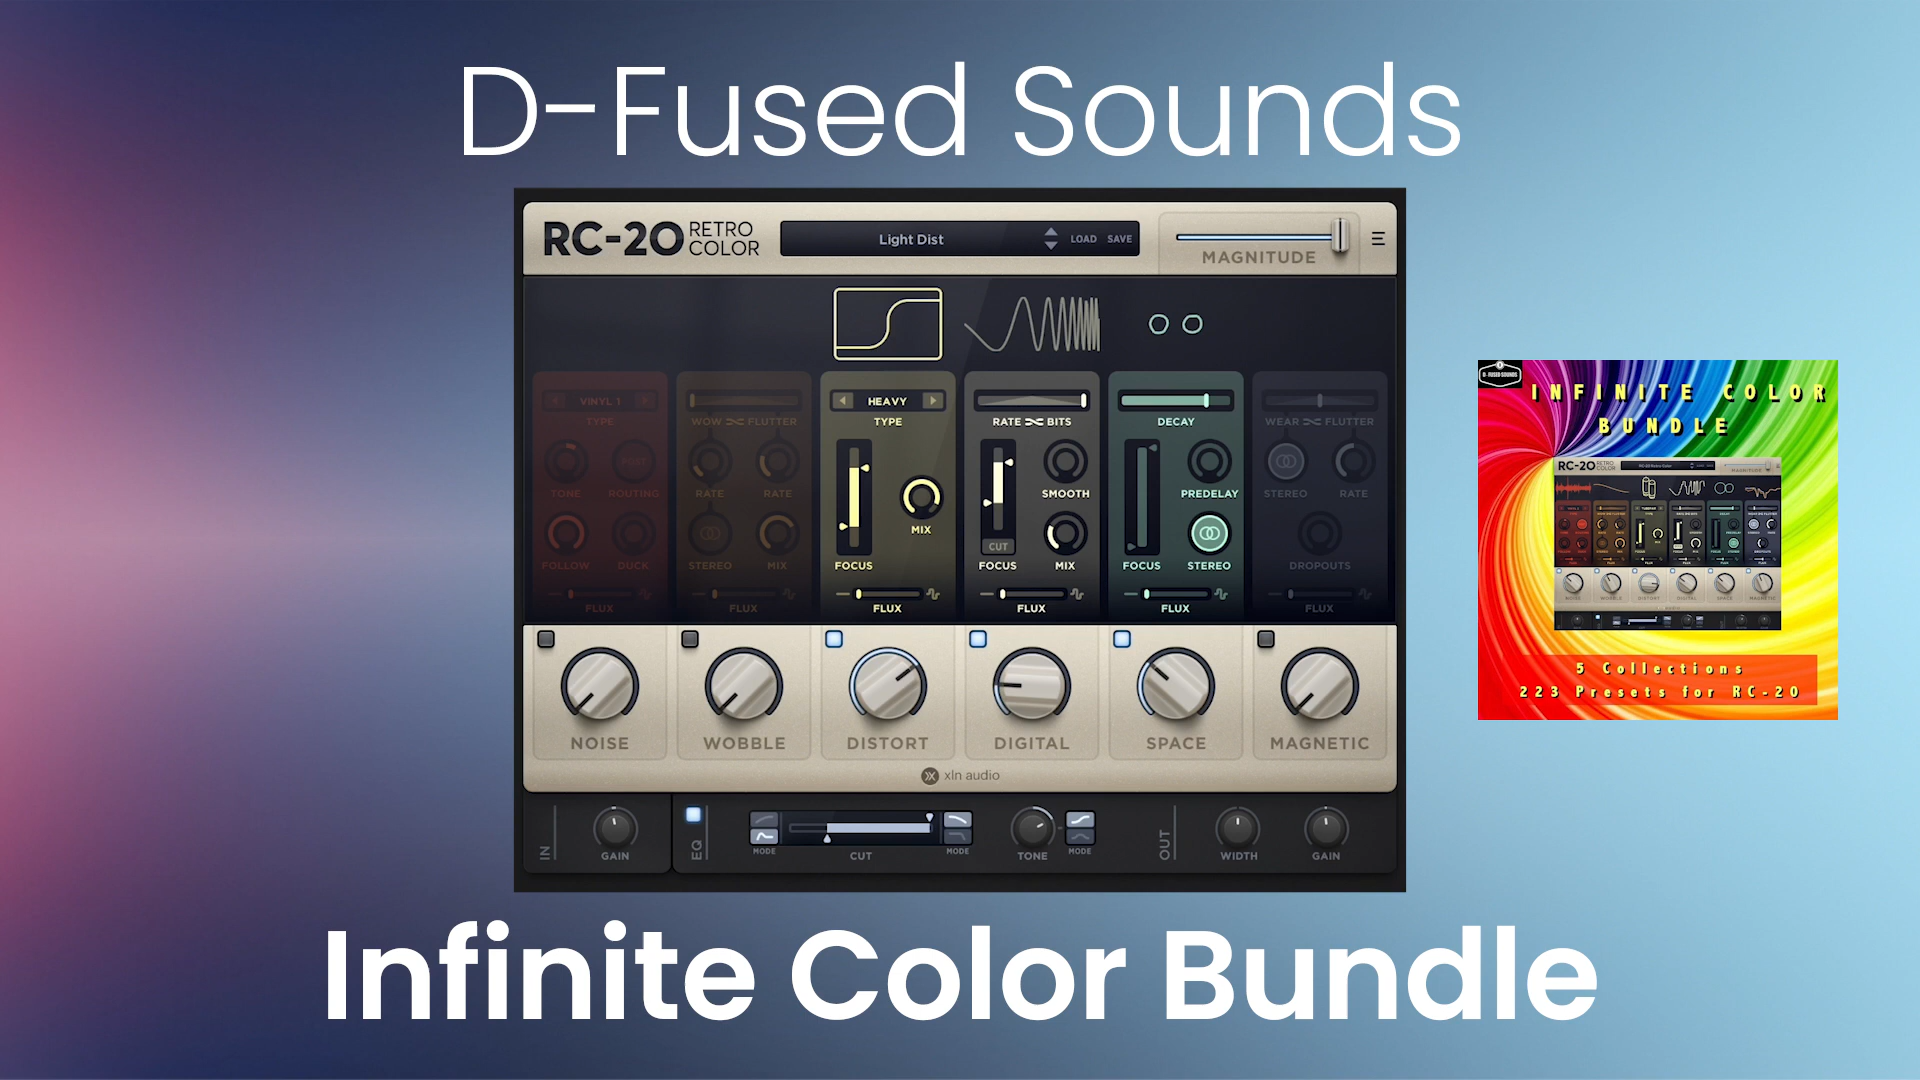 D-Fused Sounds
RC-20 RETRO COLOR
Light Dist
LOAD SAVE
MAGNITUDE
VINYL 1
TYPE
TONE ROUTING
FOLLOW DUCK
FLUX
WOW FLUTTER
RATE RATE
STEREO MIX
FLUX
HEAVY
TYPE
MIX
FOCUS
FLUX
RATE BITS
SMOOTH
CUT
FOCUS MIX
FLUX
DECAY
PREDELAY
FOCUS STEREO
FLUX
WEAR FLUTTER
STEREO RATE
DROPOUTS
FLUX
NOISE WOBBLE DISTORT DIGITAL SPACE MAGNETIC
xln audio
IN GAIN EQ MODE CUT MODE TONE MODE OUT WIDTH GAIN
D-FUSED SOUNDS
INFINITE COLOR
BUNDLE
RC-20 RETRO COLOR
5 Collections
223 Presets for RC-20
Infinite Color Bundle